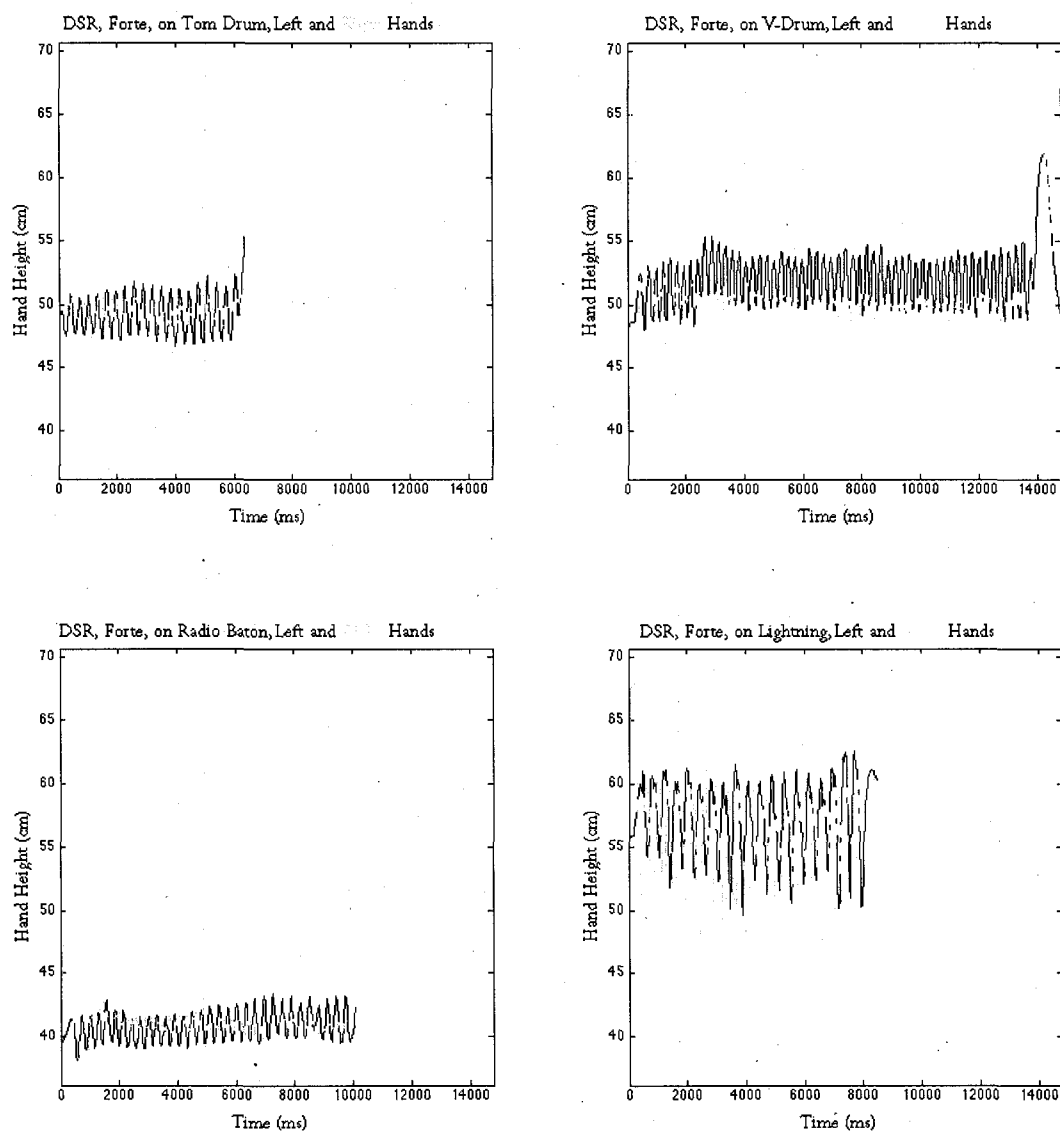 DSR, Forte, on Tom Drum, Left and Hands
70
65
60
55
50
45
40
Hand Height (cm)
0 2000 4000 6000 8000 10000 12000 14000
Time (ms)
DSR, Forte, on V-Drum, Left and Hands
70
65
60
55
50
45
40
Hand Height (cm)
0 2000 4000 6000 8000 10000 12000 14000
Time (ms)
DSR, Forte, on Radio Baton, Left and Hands
70
65
60
55
50
45
40
Hand Height (cm)
0 2000 4000 6000 8000 10000 12000 14000
Time (ms)
DSR, Forte, on Lightning, Left and Hands
70
65
60
55
50
45
40
Hand Height (cm)
0 2000 4000 6000 8000 10000 12000 14000
Time (ms)